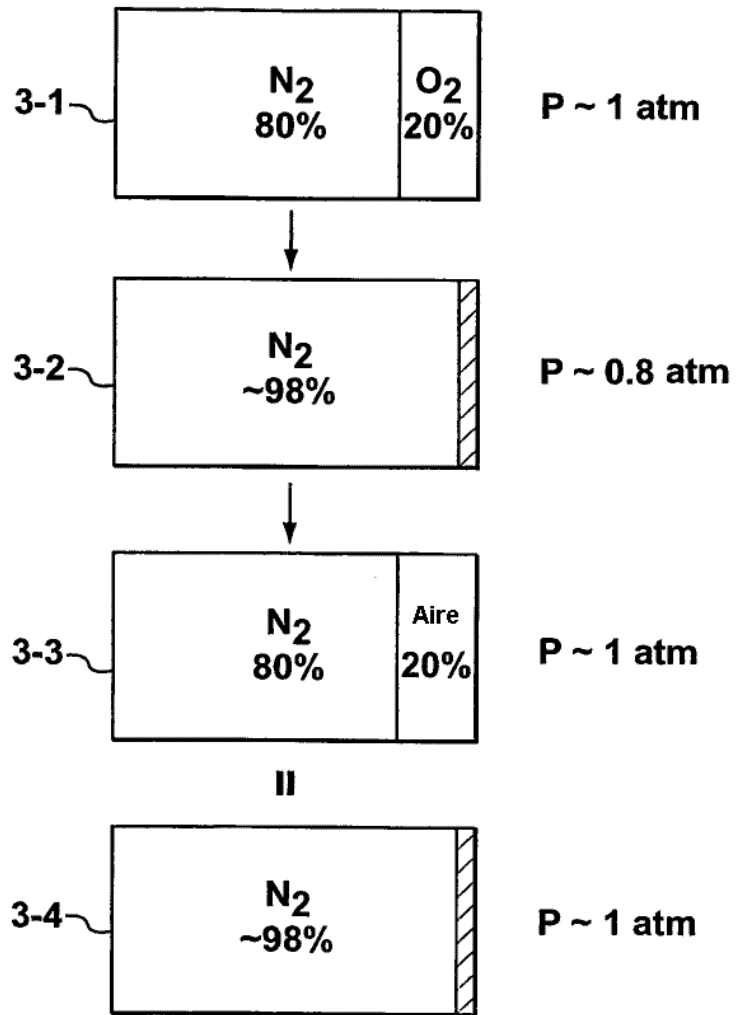 3-1
N2
80%
O2
20%
P ~ 1 atm
3-2
N2
~98%
P ~ 0.8 atm
3-3
N2
80%
Aire
20%
P ~ 1 atm
=
3-4
N2
~98%
P ~ 1 atm